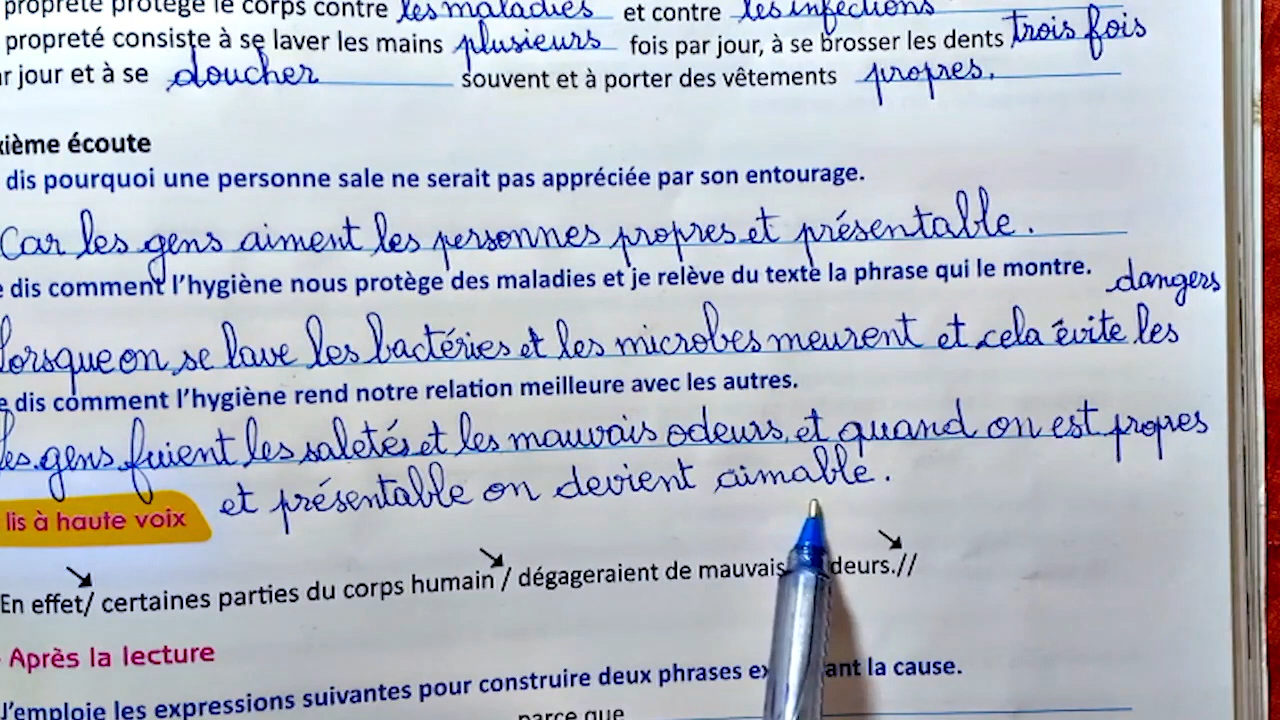 propreté protège le corps contre les maladies et contre les infections
propreté consiste à se laver les mains plusieurs fois par jour, à se brosser les dents trois fois
ar jour et à se doucher souvent et à porter des vêtements propres.
xième écoute
dis pourquoi une personne sale ne serait pas appréciée par son entourage.
Car les gens aiment les personnes propres et présentable.
e dis comment l'hygiène nous protège des maladies et je relève du texte la phrase qui le montre. dangers
lorsque on se lave les bactéries et les microbes meurent et cela évite les
e dis comment l'hygiène rend notre relation meilleure avec les autres.
les gens fuient les saletés et les mauvais odeurs, et quand on est propres
et présentable on devient aimable.
lis à haute voix
En effet/ certaines parties du corps humain / dégageraient de mauvais deurs.//
Après la lecture
J'emploie les expressions suivantes pour construire deux phrases ex ant la cause.
parce que